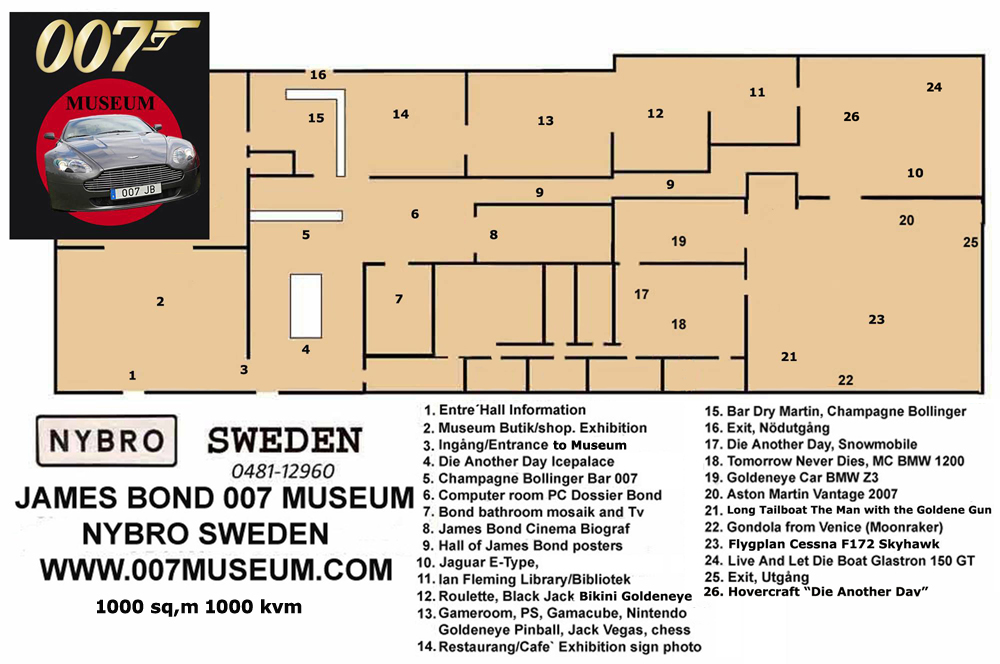 007
MUSEUM
007 JB
16
15
14
13
12
11
24
26
10
9
9
6
5
8
19
20
25
2
7
17
18
23
4
3
1
21
22
NYBRO SWEDEN
0481-12960
JAMES BOND 007 MUSEUM
NYBRO SWEDEN
WWW.007MUSEUM.COM
1000 sq,m 1000 kvm
1. Entre´Hall Information
2. Museum Butik/shop. Exhibition
3. Ingång/Entrance to Museum
4. Die Another Day Icepalace
5. Champagne Bollinger Bar 007
6. Computer room PC Dossier Bond
7. Bond bathroom mosaik and Tv
8. James Bond Cinema Biograf
9. Hall of James Bond posters
10. Jaguar E-Type,
11. Ian Fleming Library/Bibliotek
12. Roulette, Black Jack Bikini Goldeneye
13. Gameroom, PS, Gamacube, Nintendo
Goldeneye Pinball, Jack Vegas, chess
14. Restaurang/Cafe` Exhibition sign photo
15. Bar Dry Martin, Champagne Bollinger
16. Exit, Nödutgång
17. Die Another Day, Snowmobile
18. Tomorrow Never Dies, MC BMW 1200
19. Goldeneye Car BMW Z3
20. Aston Martin Vantage 2007
21. Long Tailboat The Man with the Goldene Gun
22. Gondola from Venice (Moonraker)
23. Flygplan Cessna F172 Skyhawk
24. Live And Let Die Boat Glastron 150 GT
25. Exit, Utgång
26. Hovercraft “Die Another Day”